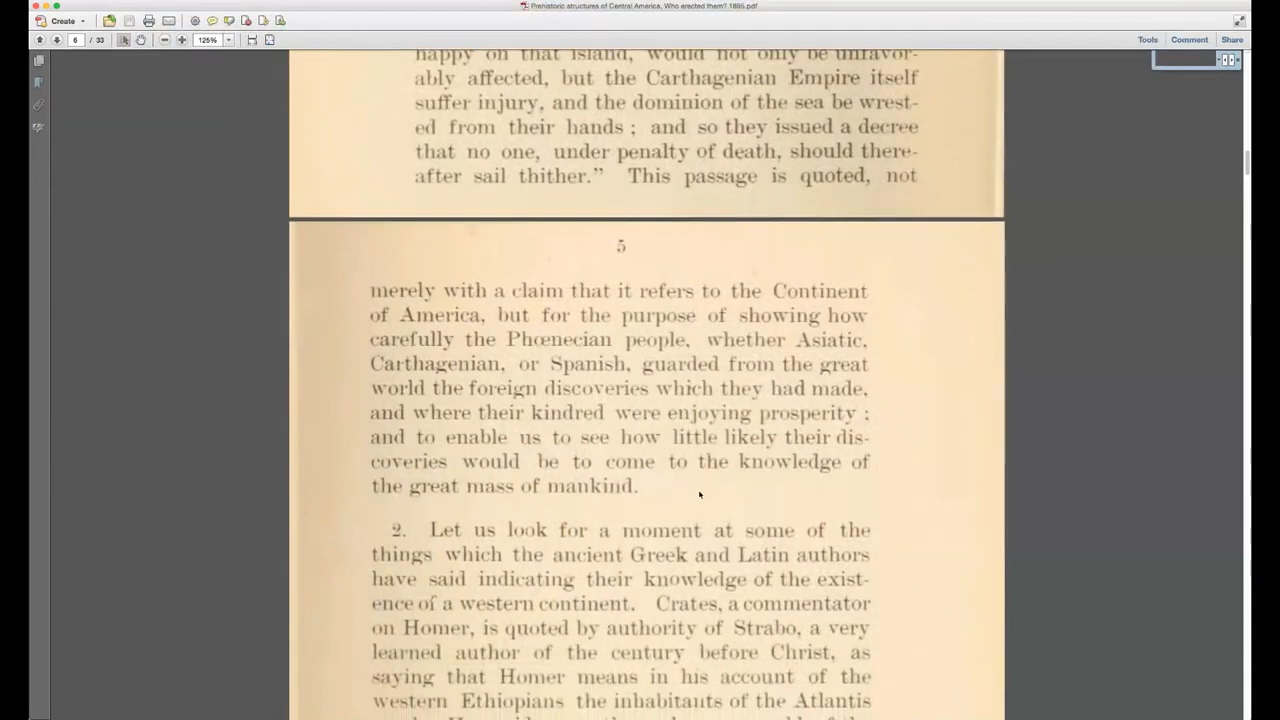 Prehistoric structures of Central America, Who erected them? 1895.pdf
Create
6 / 33
125%
Tools Comment Share
happy on that island, would not only be unfavor-
ably affected, but the Carthagenian Empire itself
suffer injury, and the dominion of the sea be wrest-
ed from their hands ; and so they issued a decree
that no one, under penalty of death, should there-
after sail thither.” This passage is quoted, not
5
merely with a claim that it refers to the Continent
of America, but for the purpose of showing how
carefully the Phœnecian people, whether Asiatic,
Carthagenian, or Spanish, guarded from the great
world the foreign discoveries which they had made,
and where their kindred were enjoying prosperity ;
and to enable us to see how little likely their dis-
coveries would be to come to the knowledge of
the great mass of mankind.
2. Let us look for a moment at some of the
things which the ancient Greek and Latin authors
have said indicating their knowledge of the exist-
ence of a western continent. Crates, a commentator
on Homer, is quoted by authority of Strabo, a very
learned author of the century before Christ, as
saying that Homer means in his account of the
western Ethiopians the inhabitants of the Atlantis